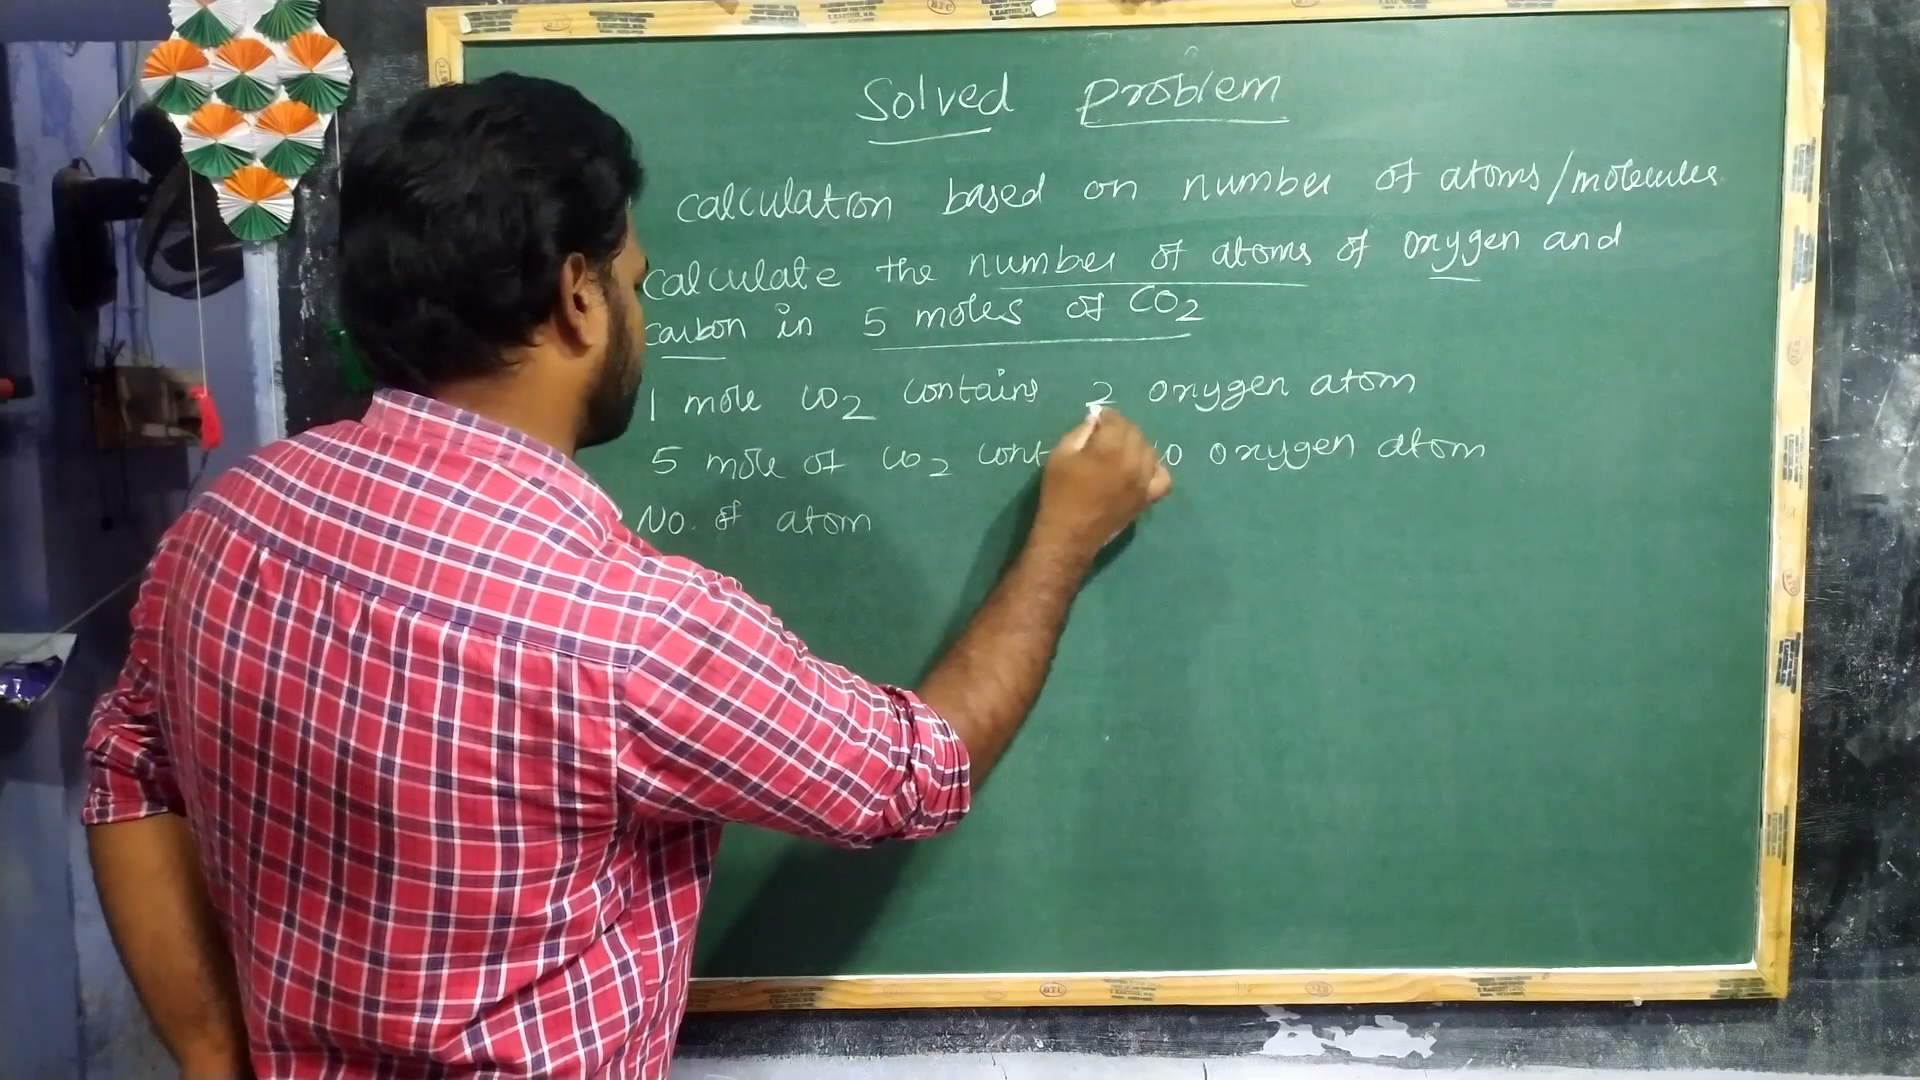 Solved Problem
calculation based on number of atoms/molecules
calculate the number of atoms of oxygen and
carbon in 5 moles of CO2
1 mole CO2 contains 2 oxygen atom
5 mole of CO2 oxygen atom
No. of atom